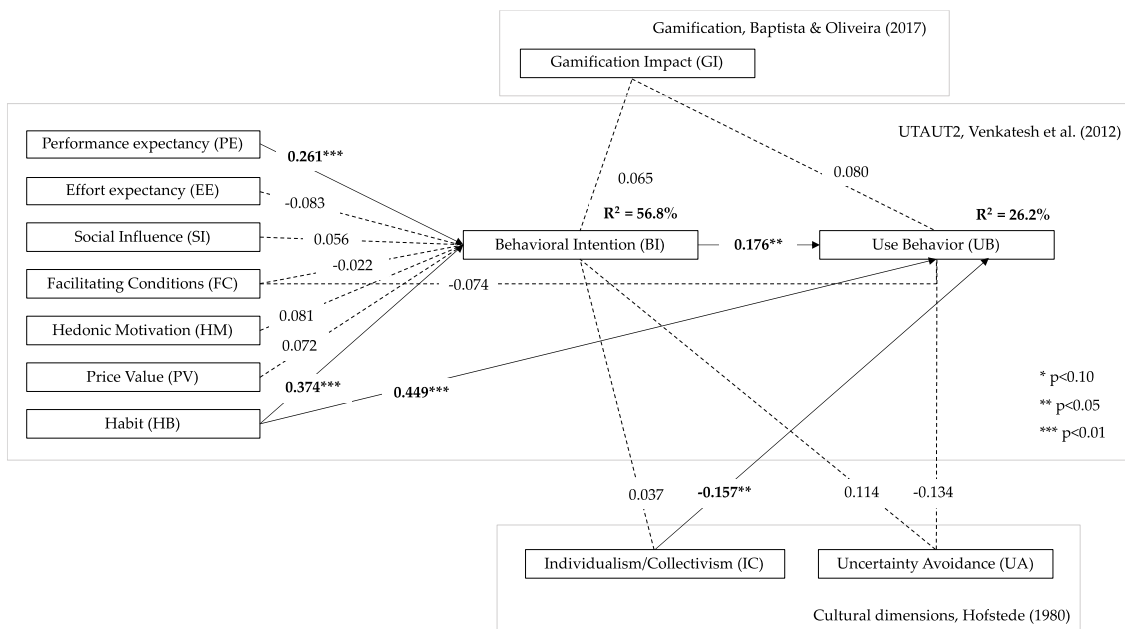 Gamification, Baptista & Oliveira (2017)
Gamification Impact (GI)
UTAUT2, Venkatesh et al. (2012)
Performance expectancy (PE)
0.261***
Effort expectancy (EE)
-0.083
0.065
0.080
Social Influence (SI)
0.056
R² = 56.8%
R² = 26.2%
Behavioral Intention (BI)
0.176**
Use Behavior (UB)
-0.022
Facilitating Conditions (FC)
-0.074
0.081
Hedonic Motivation (HM)
0.072
Price Value (PV)
0.374***
0.449***
Habit (HB)
* p<0.10
** p<0.05
*** p<0.01
0.037
-0.157**
0.114
-0.134
Individualism/Collectivism (IC)
Uncertainty Avoidance (UA)
Cultural dimensions, Hofstede (1980)